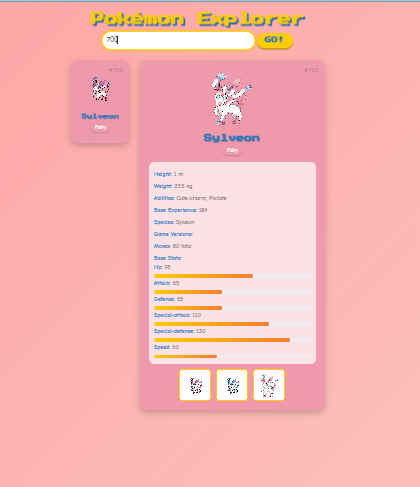 Pokémon Explorer
700
GO!
#700
Sylveon
Fairy
#700
Sylveon
Fairy
Height: 1 m
Weight: 23.5 kg
Abilities: Cute-charm, Pixilate
Base Experience: 184
Species: Sylveon
Game Versions:
Moves: 80 total
Base Stats:
Hp: 95
Attack: 65
Defense: 65
Special-attack: 110
Special-defense: 130
Speed: 60